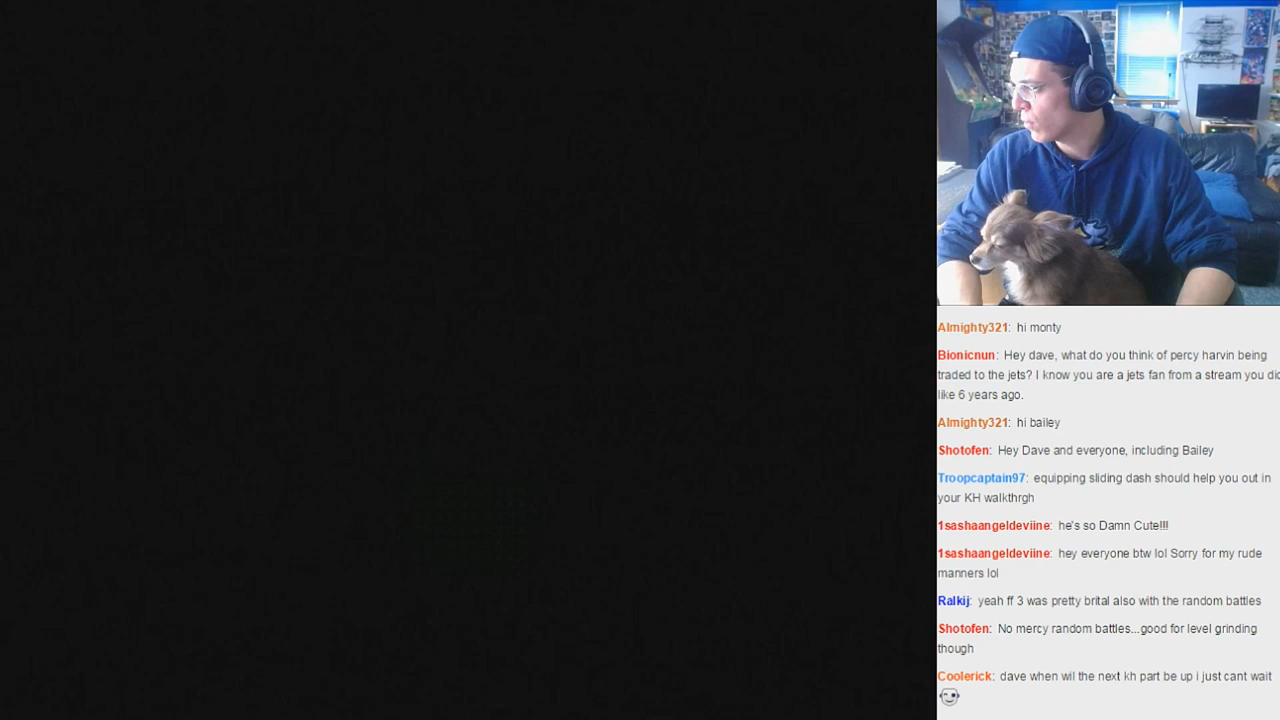 Almighty321: hi monty
Bionicnun: Hey dave, what do you think of percy harvin being
traded to the jets? I know you are a jets fan from a stream you did
like 6 years ago.
Almighty321: hi bailey
Shotofen: Hey Dave and everyone, including Bailey
Troopcaptain97: equipping sliding dash should help you out in
your KH walkthrgh
1sashaangeldeviine: he's so Damn Cute!!!
1sashaangeldeviine: hey everyone btw lol Sorry for my rude
manners lol
Ralkij: yeah ff 3 was pretty brital also with the random battles
Shotofen: No mercy random battles...good for level grinding
though
Coolerick: dave when wil the next kh part be up i just cant wait